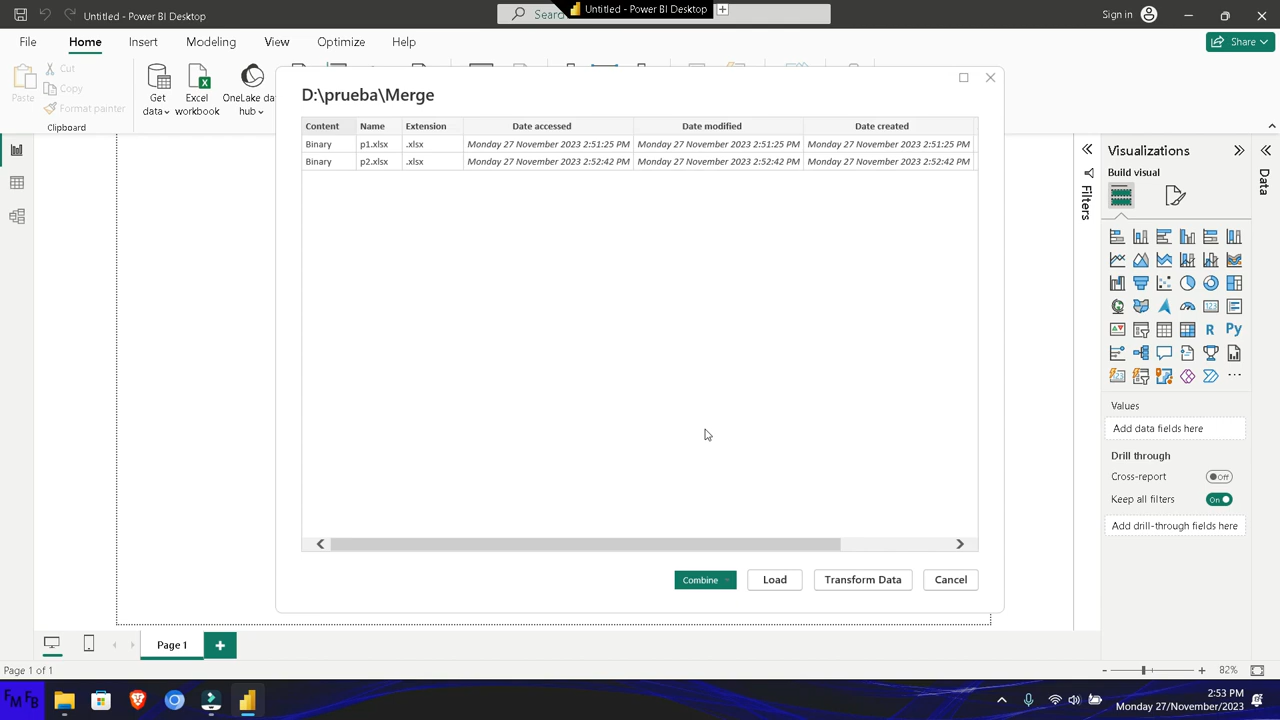 Untitled - Power BI Desktop
Untitled - Power BI Desktop
Sign in
File
Home
Insert
Modeling
View
Optimize
Help
Share
Paste
Cut
Copy
Format painter
Clipboard
Get data
Excel workbook
OneLake
hub
D:\prueba\Merge
Content Name Extension Date accessed Date modified Date created
Binary p1.xlsx .xlsx Monday 27 November 2023 2:51:25 PM Monday 27 November 2023 2:51:25 PM Monday 27 November 2023 2:51:25 PM
Binary p2.xlsx .xlsx Monday 27 November 2023 2:52:42 PM Monday 27 November 2023 2:52:42 PM Monday 27 November 2023 2:52:42 PM
Combine
Load
Transform Data
Cancel
Filters
Visualizations
Build visual
123
R
Py
Values
Add data fields here
Drill through
Cross-report
Off
Keep all filters
On
Add drill-through fields here
Data
Page 1
Page 1 of 1
82%
FM FB
2:53 PM
Monday 27/November/2023